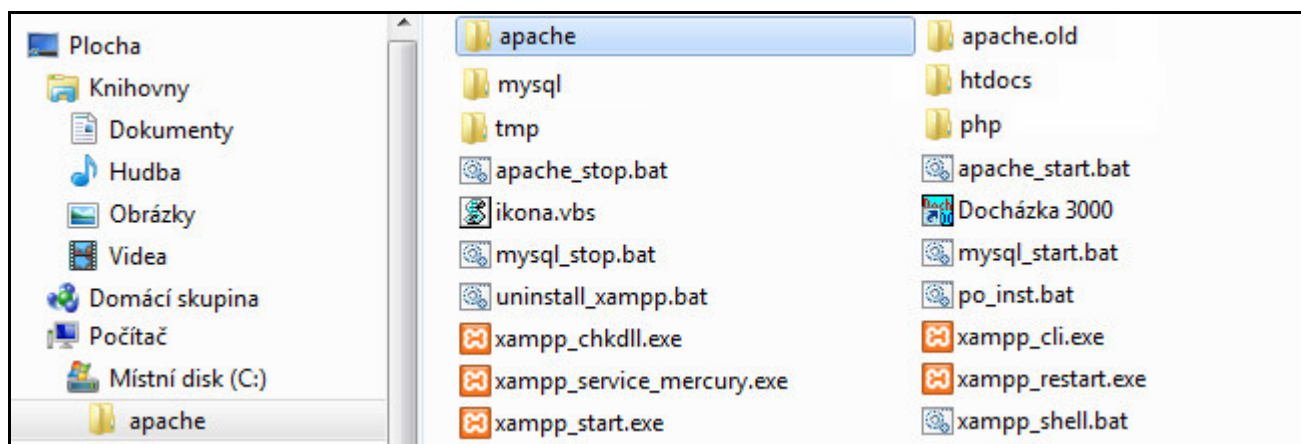 Plocha
Knihovny
Dokumenty
Hudba
Obrázky
Videa
Domácí skupina
Počítač
Místní disk (C:)
apache
apache apache.old
mysql htdocs
tmp php
apache_stop.bat apache_start.bat
ikona.vbs Docházka 3000
mysql_stop.bat mysql_start.bat
uninstall_xampp.bat po_inst.bat
xampp_chkdll.exe xampp_cli.exe
xampp_service_mercury.exe xampp_restart.exe
xampp_start.exe xampp_shell.bat